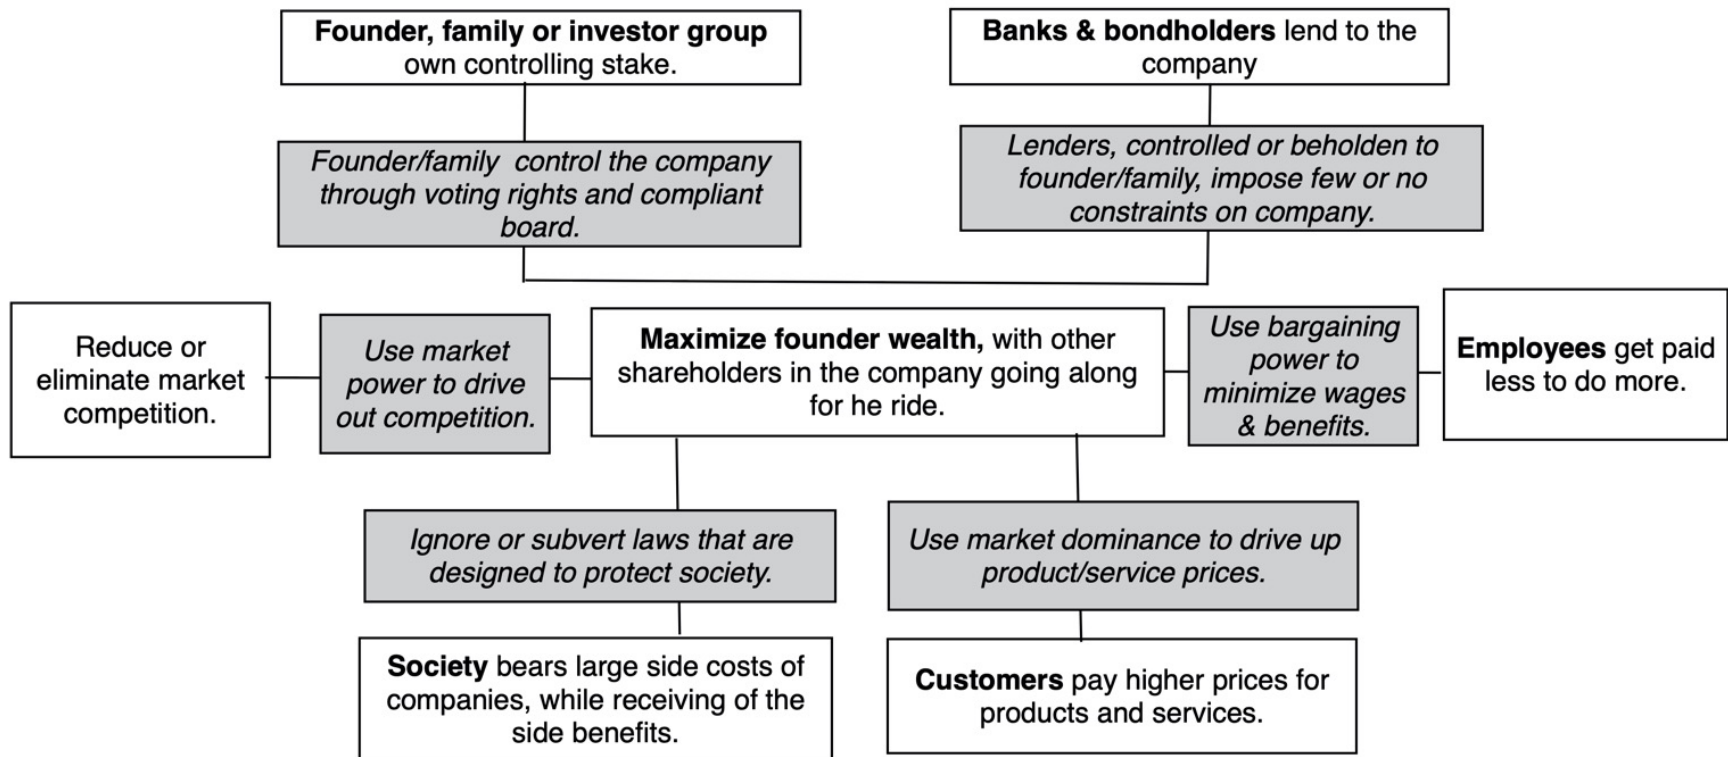 Founder, family or investor group
own controlling stake.
Banks & bondholders lend to the
company
Founder/family control the company
through voting rights and compliant
board.
Lenders, controlled or beholden to
founder/family, impose few or no
constraints on company.
Reduce or
eliminate market
competition.
Use market
power to drive
out competition.
Maximize founder wealth, with other
shareholders in the company going along
for he ride.
Use bargaining
power to
minimize wages
& benefits.
Employees get paid
less to do more.
Ignore or subvert laws that are
designed to protect society.
Use market dominance to drive up
product/service prices.
Society bears large side costs of
companies, while receiving of the
side benefits.
Customers pay higher prices for
products and services.